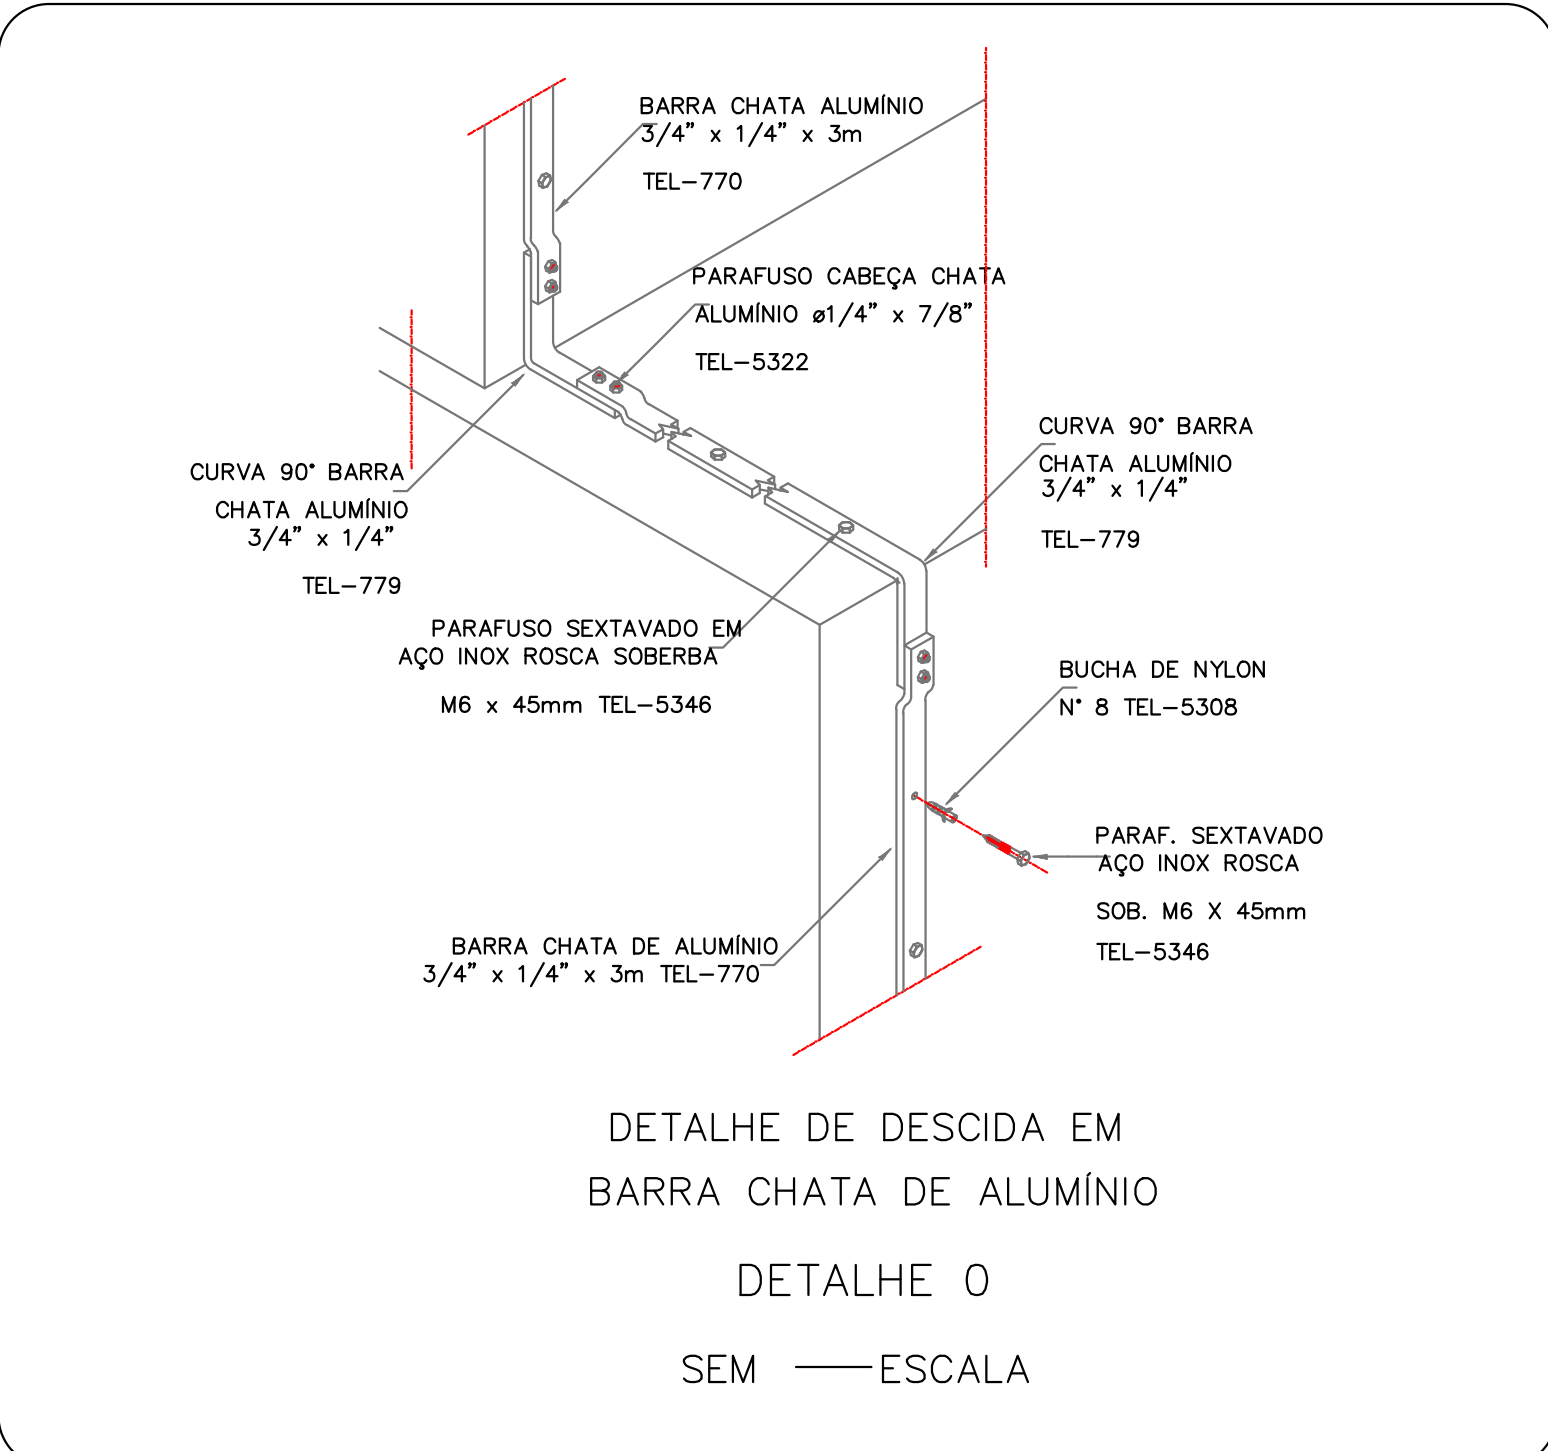 BARRA CHATA ALUMÍNIO
3/4” x 1/4” x 3m
TEL-770
PARAFUSO CABEÇA CHATA
ALUMÍNIO ø1/4” x 7/8”
TEL-5322
CURVA 90° BARRA
CHATA ALUMÍNIO
3/4” x 1/4”
TEL-779
CURVA 90° BARRA
CHATA ALUMÍNIO
3/4” x 1/4”
TEL-779
PARAFUSO SEXTAVADO EM
AÇO INOX ROSCA SOBERBA
M6 x 45mm TEL-5346
BUCHA DE NYLON
N° 8 TEL-5308
PARAF. SEXTAVADO
AÇO INOX ROSCA
SOB. M6 X 45mm
TEL-5346
BARRA CHATA DE ALUMÍNIO
3/4” x 1/4” x 3m TEL-770
DETALHE DE DESCIDA EM
BARRA CHATA DE ALUMÍNIO
DETALHE O
SEM ESCALA